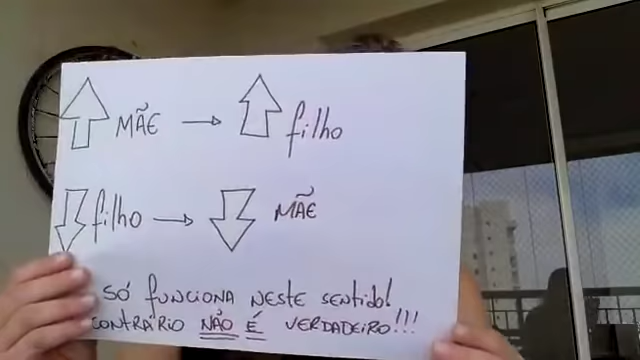 MÃE → filho
filho → MÃE
SÓ FUNCIONA NESTE SENTIDO!
CONTRÁRIO NÃO É VERDADEIRO!!!